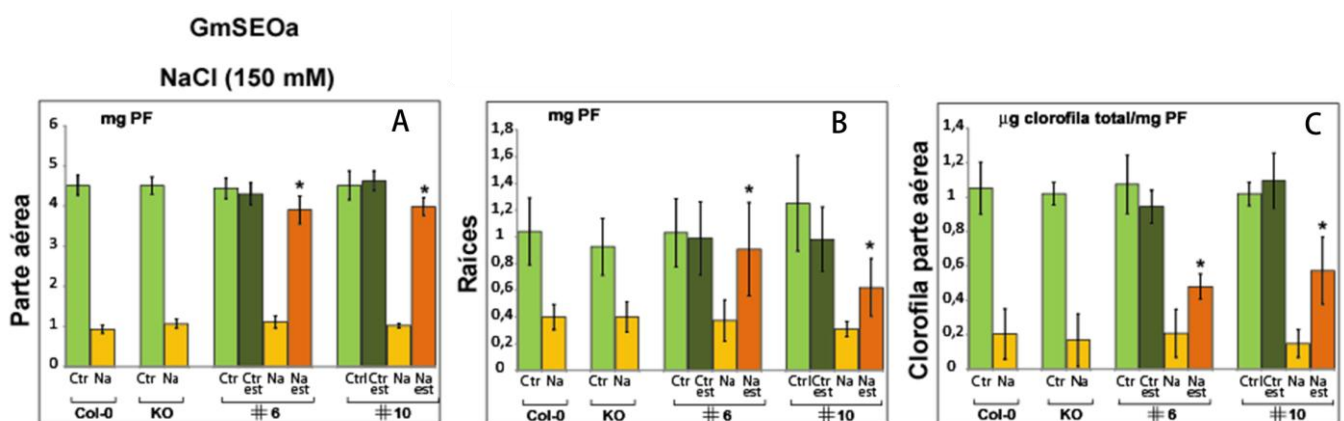 GmSEOa
NaCl (150 mM)
A
mg PF
Parte aérea
6
5
4
3
2
1
0
*
*
Ctr Na
Ctr Na
Ctr Ctr est Na Na est
Ctrl Ctr est Na Na est
Col-0
KO
#6
#10
B
mg PF
Raíces
1,8
1,6
1,4
1,2
1
0,8
0,6
0,4
0,2
0
*
*
Ctr Na
Ctr Na
Ctr Ctr est Na Na est
CtrlCtr est Na Na est
Col-0
KO
#6
#10
C
µg clorofila total/mg PF
Clorofila parte aérea
1,4
1,2
1
0,8
0,6
0,4
0,2
0
*
*
Ctr Na
Ctr Na
Ctr Ctr est Na Na est
CtrlCtr est Na Na est
Col-0
KO
#6
#10